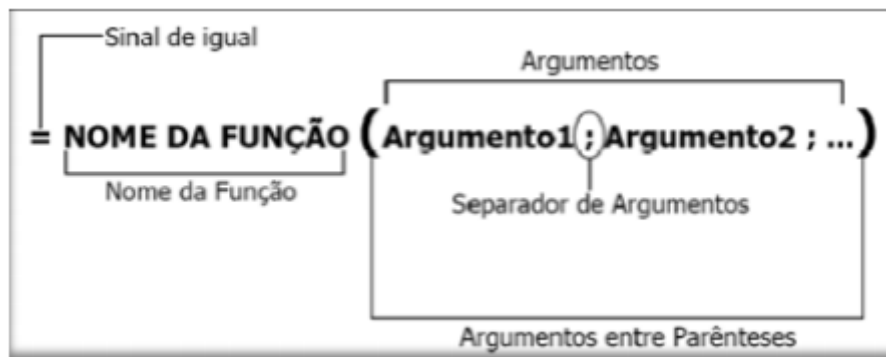 Sinal de igual
Argumentos
= NOME DA FUNÇÃO (Argumento1 ; Argumento2 ; ...)
Nome da Função
Separador de Argumentos
Argumentos entre Parênteses